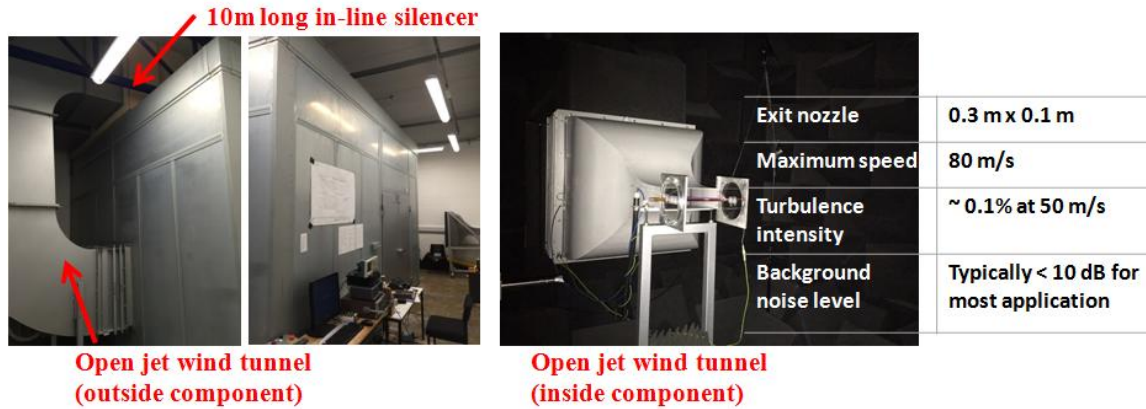 10m long in-line silencer
Exit nozzle
0.3 m x 0.1 m
Maximum speed
80 m/s
Turbulence
intensity
~ 0.1% at 50 m/s
Background
noise level
Typically < 10 dB for
most application
Open jet wind tunnel
(outside component)
Open jet wind tunnel
(inside component)